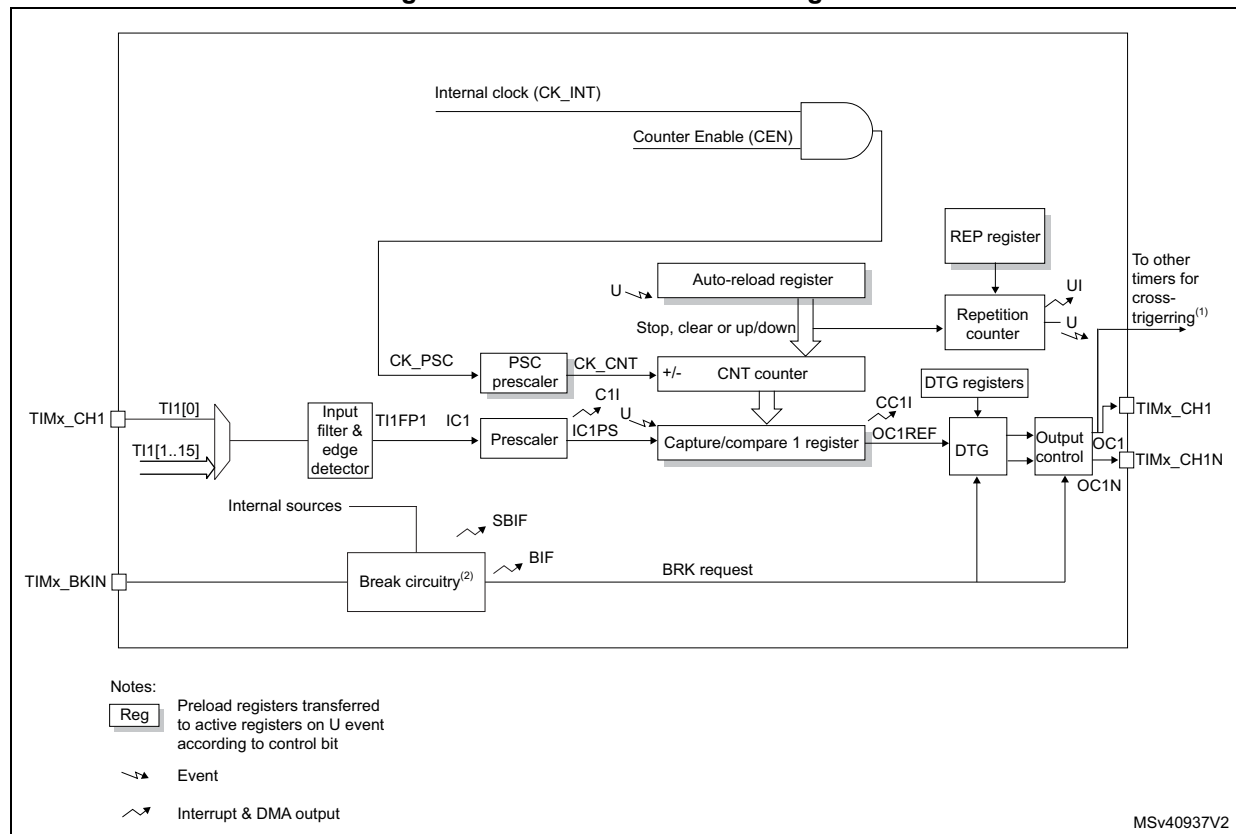 Internal clock (CK_INT)
Counter Enable (CEN)
REP register
To other
timers for
cross-
trigerring(1)
Auto-reload register
U
UI
Repetition
counter
U
Stop, clear or up/down
CK_PSC
PSC
prescaler
CK_CNT
+/-
CNT counter
DTG registers
TIMx_CH1
TI1[0]
TI1[1..15]
Input
filter &
edge
detector
TI1FP1
IC1
Prescaler
C1I
IC1PS
U
Capture/compare 1 register
CC1I
OC1REF
DTG
Output
control
OC1
TIMx_CH1
TIMx_CH1N
OC1N
Internal sources
SBIF
BIF
TIMx_BKIN
Break circuitry(2)
BRK request
Notes:
Reg
Preload registers transferred
to active registers on U event
according to control bit
Event
Interrupt & DMA output
MSv40937V2